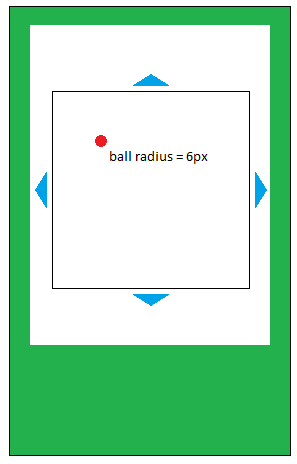 ball radius = 6px